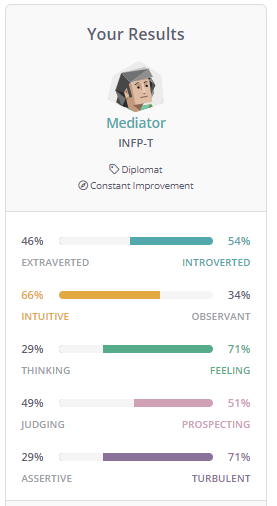 Your Results
Mediator
INFP-T
Diplomat
Constant Improvement
46% 54%
EXTRAVERTED INTROVERTED
66% 34%
INTUITIVE OBSERVANT
29% 71%
THINKING FEELING
49% 51%
JUDGING PROSPECTING
29% 71%
ASSERTIVE TURBULENT